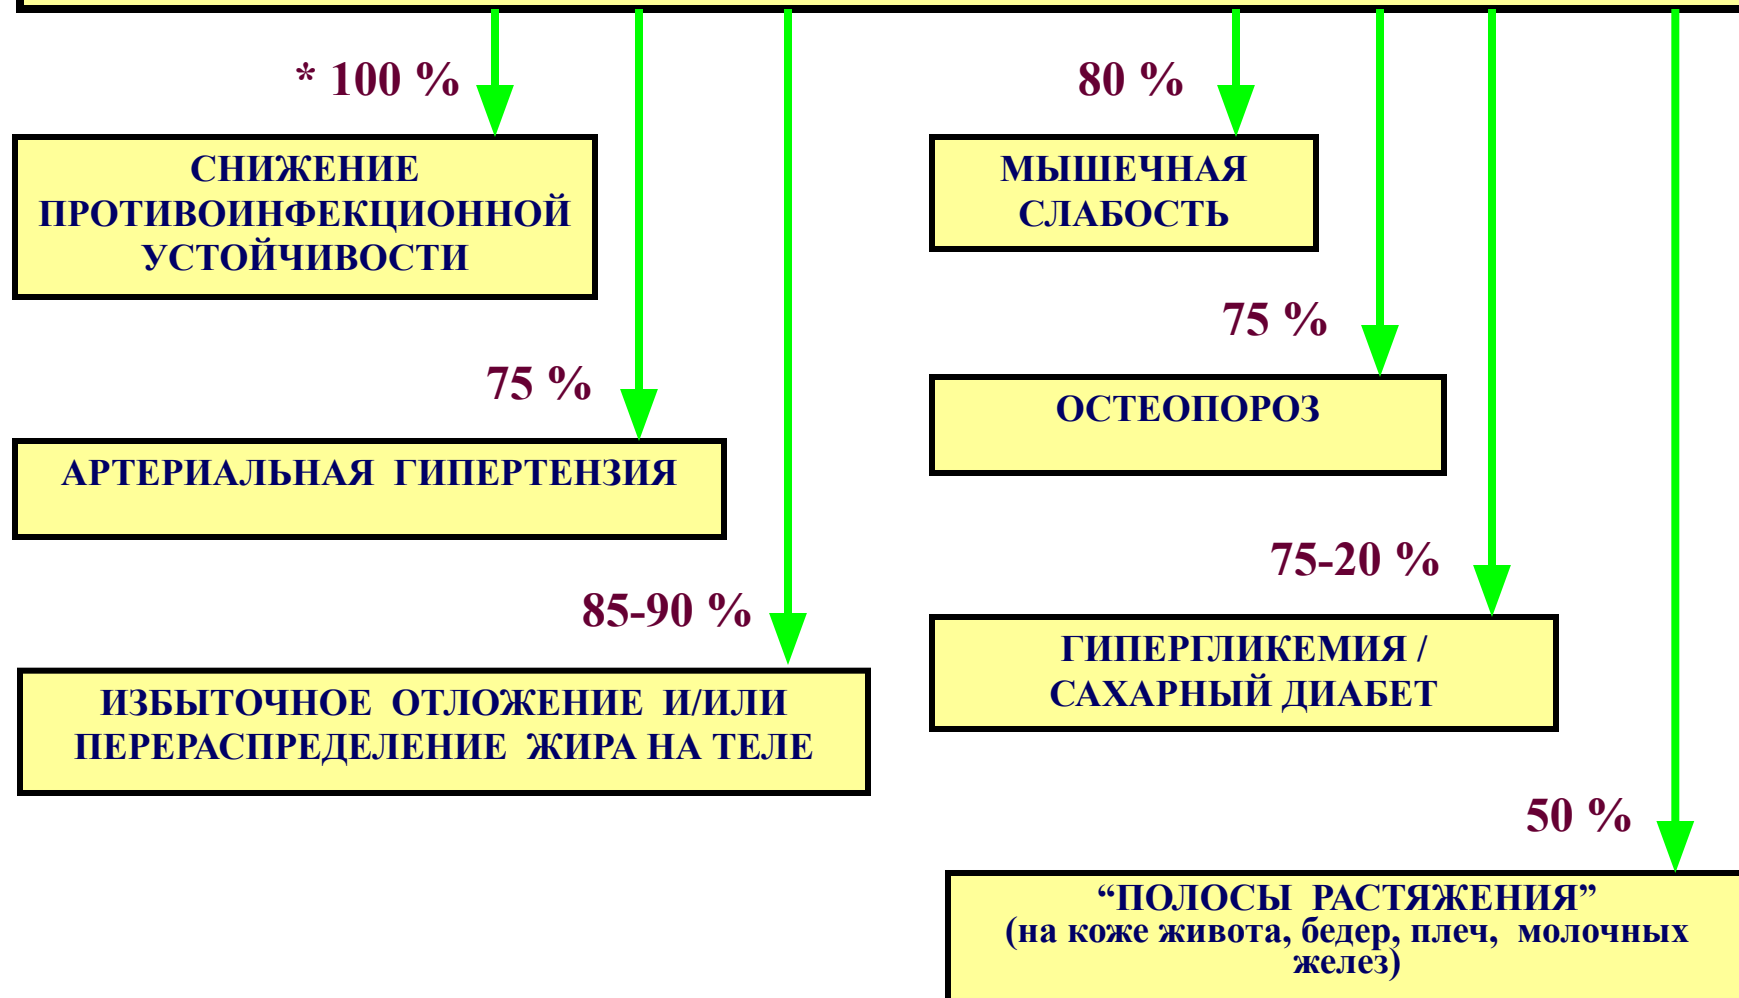 * 100 %
СНИЖЕНИЕ
ПРОТИВОИНФЕКЦИОННОЙ
УСТОЙЧИВОСТИ
75 %
АРТЕРИАЛЬНАЯ ГИПЕРТЕНЗИЯ
85-90 %
ИЗБЫТОЧНОЕ ОТЛОЖЕНИЕ И/ИЛИ
ПЕРЕРАСПРЕДЕЛЕНИЕ ЖИРА НА ТЕЛЕ
80 %
МЫШЕЧНАЯ
СЛАБОСТЬ
75 %
ОСТЕОПОРОЗ
75-20 %
ГИПЕРГЛИКЕМИЯ /
САХАРНЫЙ ДИАБЕТ
50 %
“ПОЛОСЫ РАСТЯЖЕНИЯ”
(на коже живота, бедер, плеч, молочных
желез)